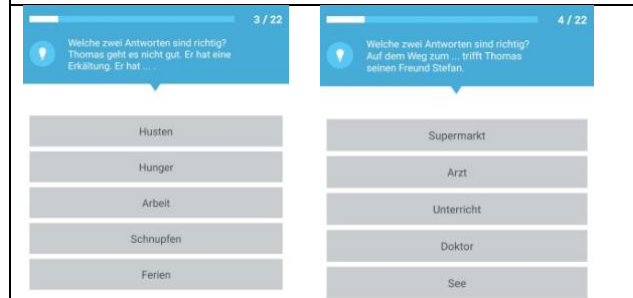 3 / 22
Welche zwei Antworten sind richtig?
Thomas geht es nicht gut. Er hat eine
Erkältung. Er hat ... .
Husten
Hunger
Arbeit
Schnupfen
Ferien
4 / 22
Welche zwei Antworten sind richtig?
Auf dem Weg zum ... trifft Thomas
seinen Freund Stefan.
Supermarkt
Arzt
Unterricht
Doktor
See